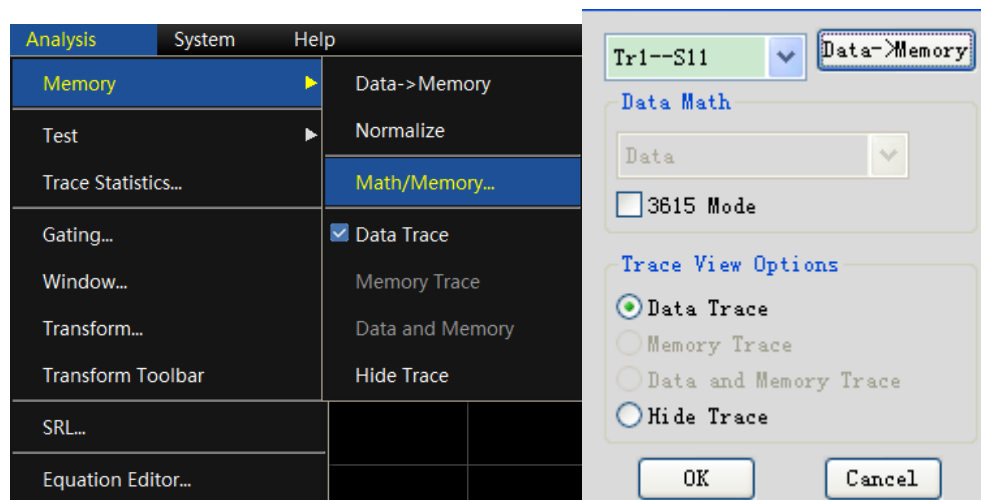 Analysis System Help
Memory
Test
Trace Statistics...
Gating...
Window...
Transform...
Transform Toolbar
SRL...
Equation Editor...
Data->Memory
Normalize
Math/Memory...
Data Trace
Memory Trace
Data and Memory
Hide Trace
Tr1--S11
Data->Memory
Data Math
Data
3615 Mode
Trace View Options
Data Trace
Memory Trace
Data and Memory Trace
Hide Trace
OK Cancel